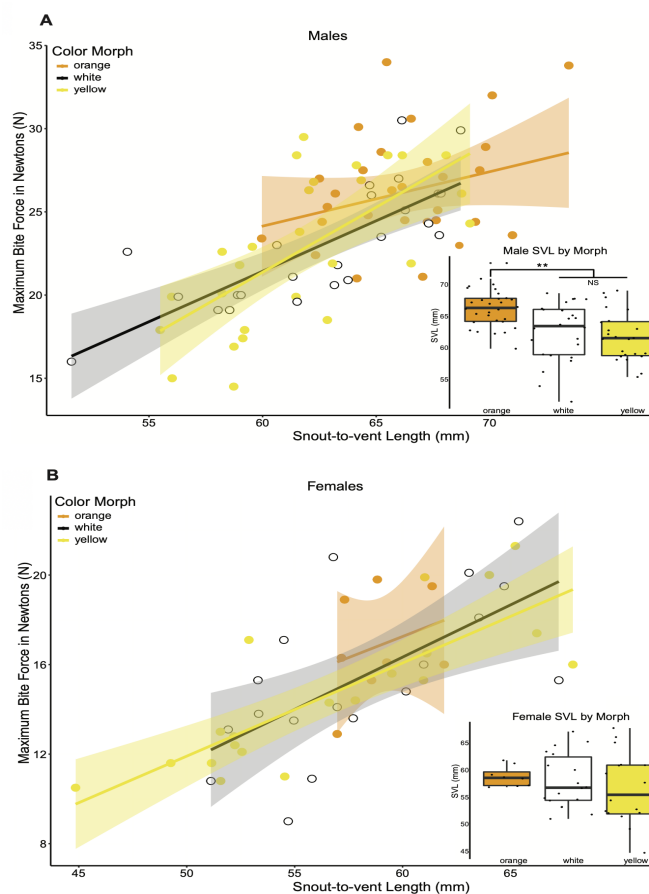 A
Males
35
30
25
20
15
Maximum Bite Force in Newtons (N)
Color Morph
orange
white
yellow
Male SVL by Morph
**
NS
SVL (mm)
70
65
60
55
orange white yellow
55 60 65 70
Snout-to-vent Length (mm)
B
Females
20
16
12
8
Maximum Bite Force in Newtons (N)
Color Morph
orange
white
yellow
Female SVL by Morph
SVL (mm)
65
60
55
50
45
orange white yellow
45 50 55 60 65
Snout-to-vent Length (mm)